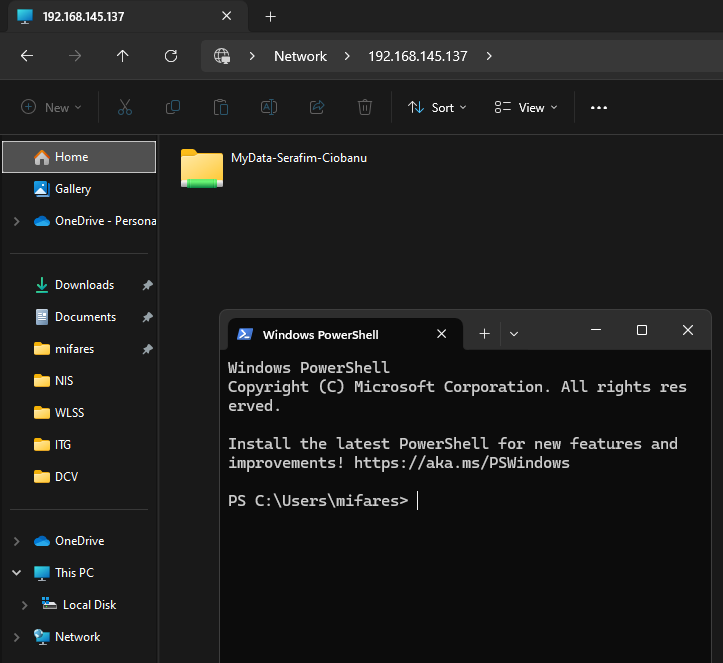 192.168.145.137
Network
192.168.145.137
New
Sort
View
Home
Gallery
OneDrive - Persona
Downloads
Documents
mifares
NIS
WLSS
ITG
DCV
OneDrive
This PC
Local Disk
Network
MyData-Serafim-Ciobanu
Windows PowerShell
Windows PowerShell
Copyright (C) Microsoft Corporation. All rights res
erved.
Install the latest PowerShell for new features and
improvements! https://aka.ms/PSWindows
PS C:\Users\mifares>